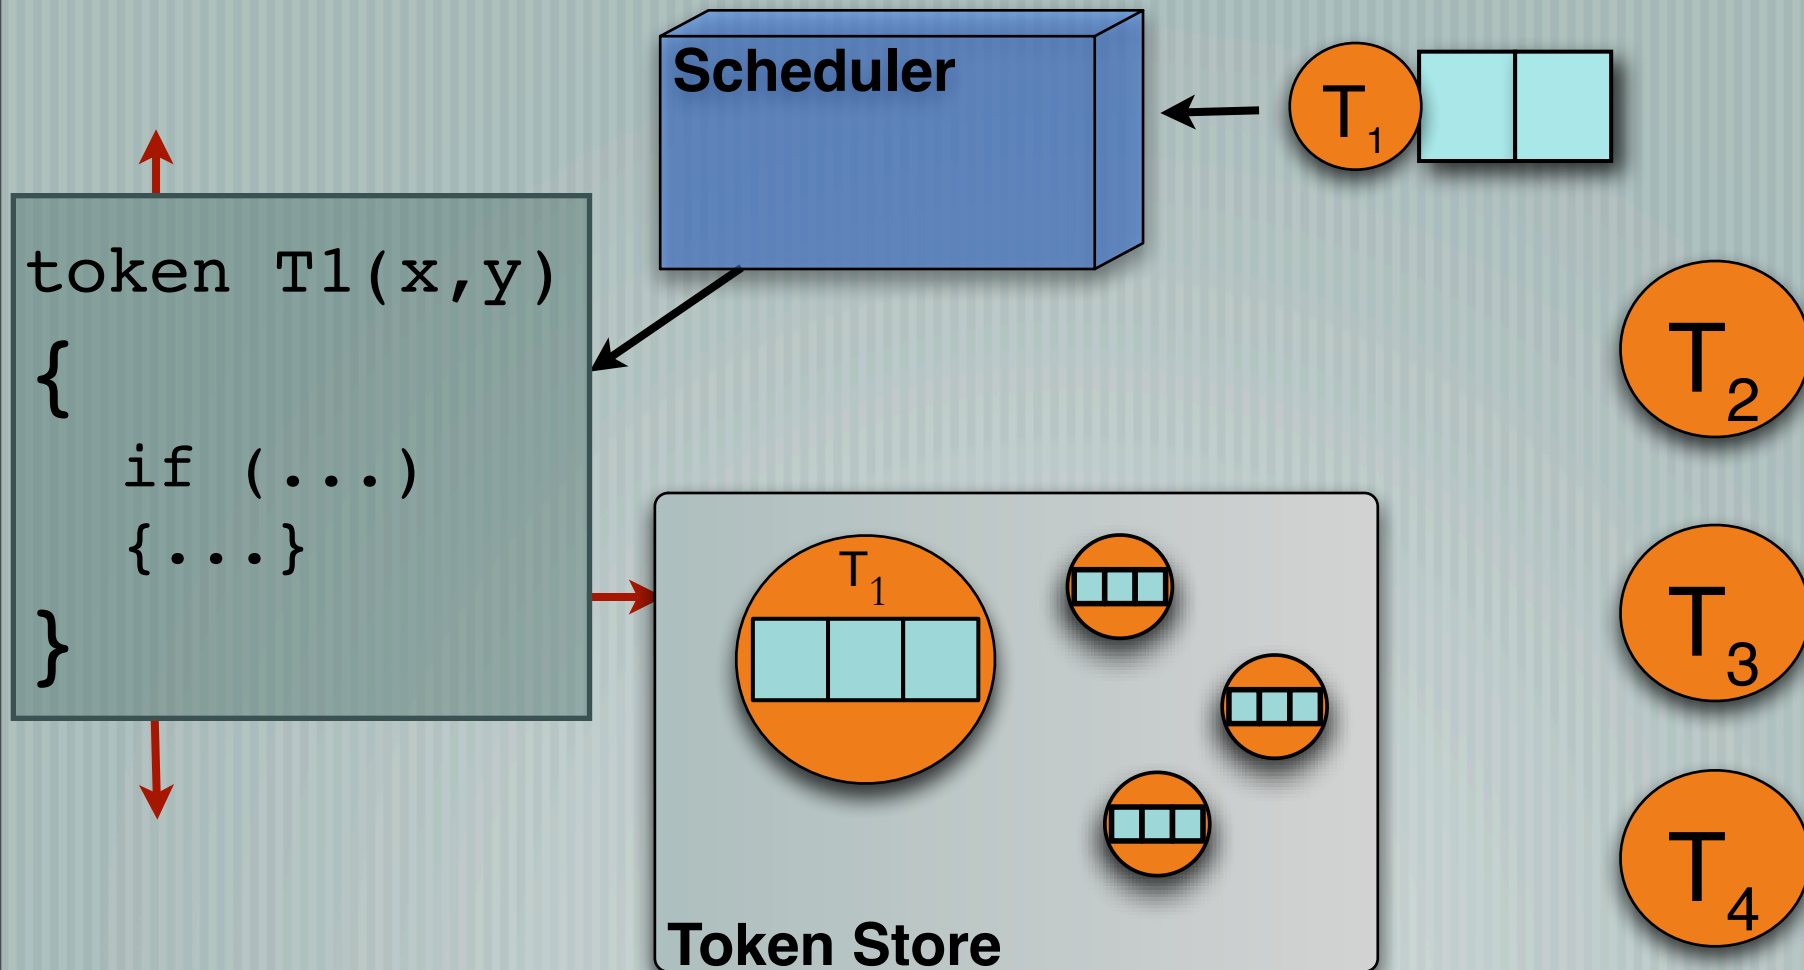 Scheduler
T1
token T1(x,y)
{
if (...)
{...}
}
T2
T1
T3
T4
Token Store